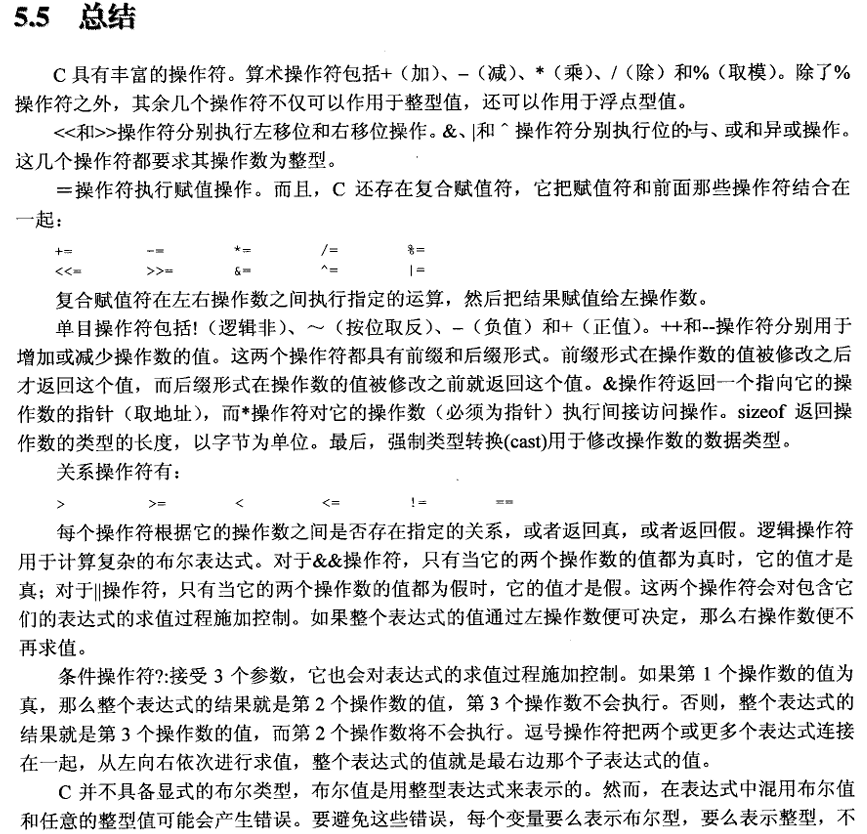 5.5 总结
C 具有丰富的操作符。算术操作符包括+（加）、–（减）、*（乘）、/（除）和%（取模）。除了%
操作符之外，其余几个操作符不仅可以作用于整型值，还可以作用于浮点型值。
<<和>>操作符分别执行左移位和右移位操作。&、|和 ^ 操作符分别执行位的与、或和异或操作。
这几个操作符都要求其操作数为整型。
＝操作符执行赋值操作。而且，C 还存在复合赋值符，它把赋值符和前面那些操作符结合在
一起：
+= -= *= /= %=
<<= >>= &= ^= |=
复合赋值符在左右操作数之间执行指定的运算，然后把结果赋值给左操作数。
单目操作符包括!（逻辑非）、～（按位取反）、–（负值）和+（正值）。++和--操作符分别用于
增加或减少操作数的值。这两个操作符都具有前缀和后缀形式。前缀形式在操作数的值被修改之后
才返回这个值，而后缀形式在操作数的值被修改之前就返回这个值。&操作符返回一个指向它的操
作数的指针（取地址），而*操作符对它的操作数（必须为指针）执行间接访问操作。sizeof 返回操
作数的类型的长度，以字节为单位。最后，强制类型转换(cast)用于修改操作数的数据类型。
关系操作符有：
> >= < <= != ==
每个操作符根据它的操作数之间是否存在指定的关系，或者返回真，或者返回假。逻辑操作符
用于计算复杂的布尔表达式。对于&&操作符，只有当它的两个操作数的值都为真时，它的值才是
真；对于||操作符，只有当它的两个操作数的值都为假时，它的值才是假。这两个操作符会对包含它
们的表达式的求值过程施加控制。如果整个表达式的值通过左操作数便可决定，那么右操作数便不
再求值。
条件操作符?:接受 3 个参数，它也会对表达式的求值过程施加控制。如果第 1 个操作数的值为
真，那么整个表达式的结果就是第 2 个操作数的值，第 3 个操作数不会执行。否则，整个表达式的
结果就是第 3 个操作数的值，而第 2 个操作数将不会执行。逗号操作符把两个或更多个表达式连接
在一起，从左向右依次进行求值，整个表达式的值就是最右边那个子表达式的值。
C 并不具备显式的布尔类型，布尔值是用整型表达式来表示的。然而，在表达式中混用布尔值
和任意的整型值可能会产生错误。要避免这些错误，每个变量要么表示布尔型，要么表示整型，不